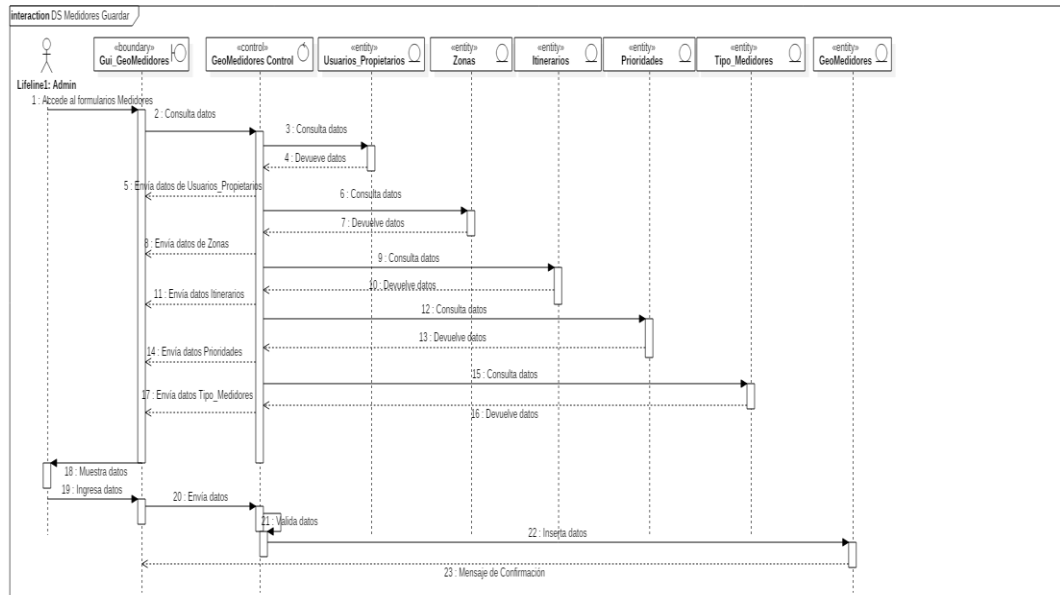 interaction DS Medidores Guardar
«boundary»
Gui_GeoMedidores
«control»
GeoMedidores Control
«entity»
Usuarios_Propietarios
«entity»
Zonas
«entity»
Itinerarios
«entity»
Prioridades
«entity»
Tipo_Medidores
«entity»
GeoMedidores
Lifeline1: Admin
1 : Accede al formularios Medidores
2 : Consulta datos
3 : Consulta datos
4 : Devueve datos
5 : Envía datos de Usuarios_Propietarios
6 : Consulta datos
7 : Devuelve datos
8 : Envía datos de Zonas
9 : Consulta datos
10 : Devuelve datos
11 : Envía datos Itinerarios
12 : Consulta datos
13 : Devuelve datos
14 : Envía datos Prioridades
15 : Consulta datos
17 : Envía datos Tipo_Medidores
16 : Devuelve datos
18 : Muestra datos
19 : Ingresa datos
20 : Envía datos
21 : Valida datos
22 : Inserta datos
23 : Mensaje de Confirmación